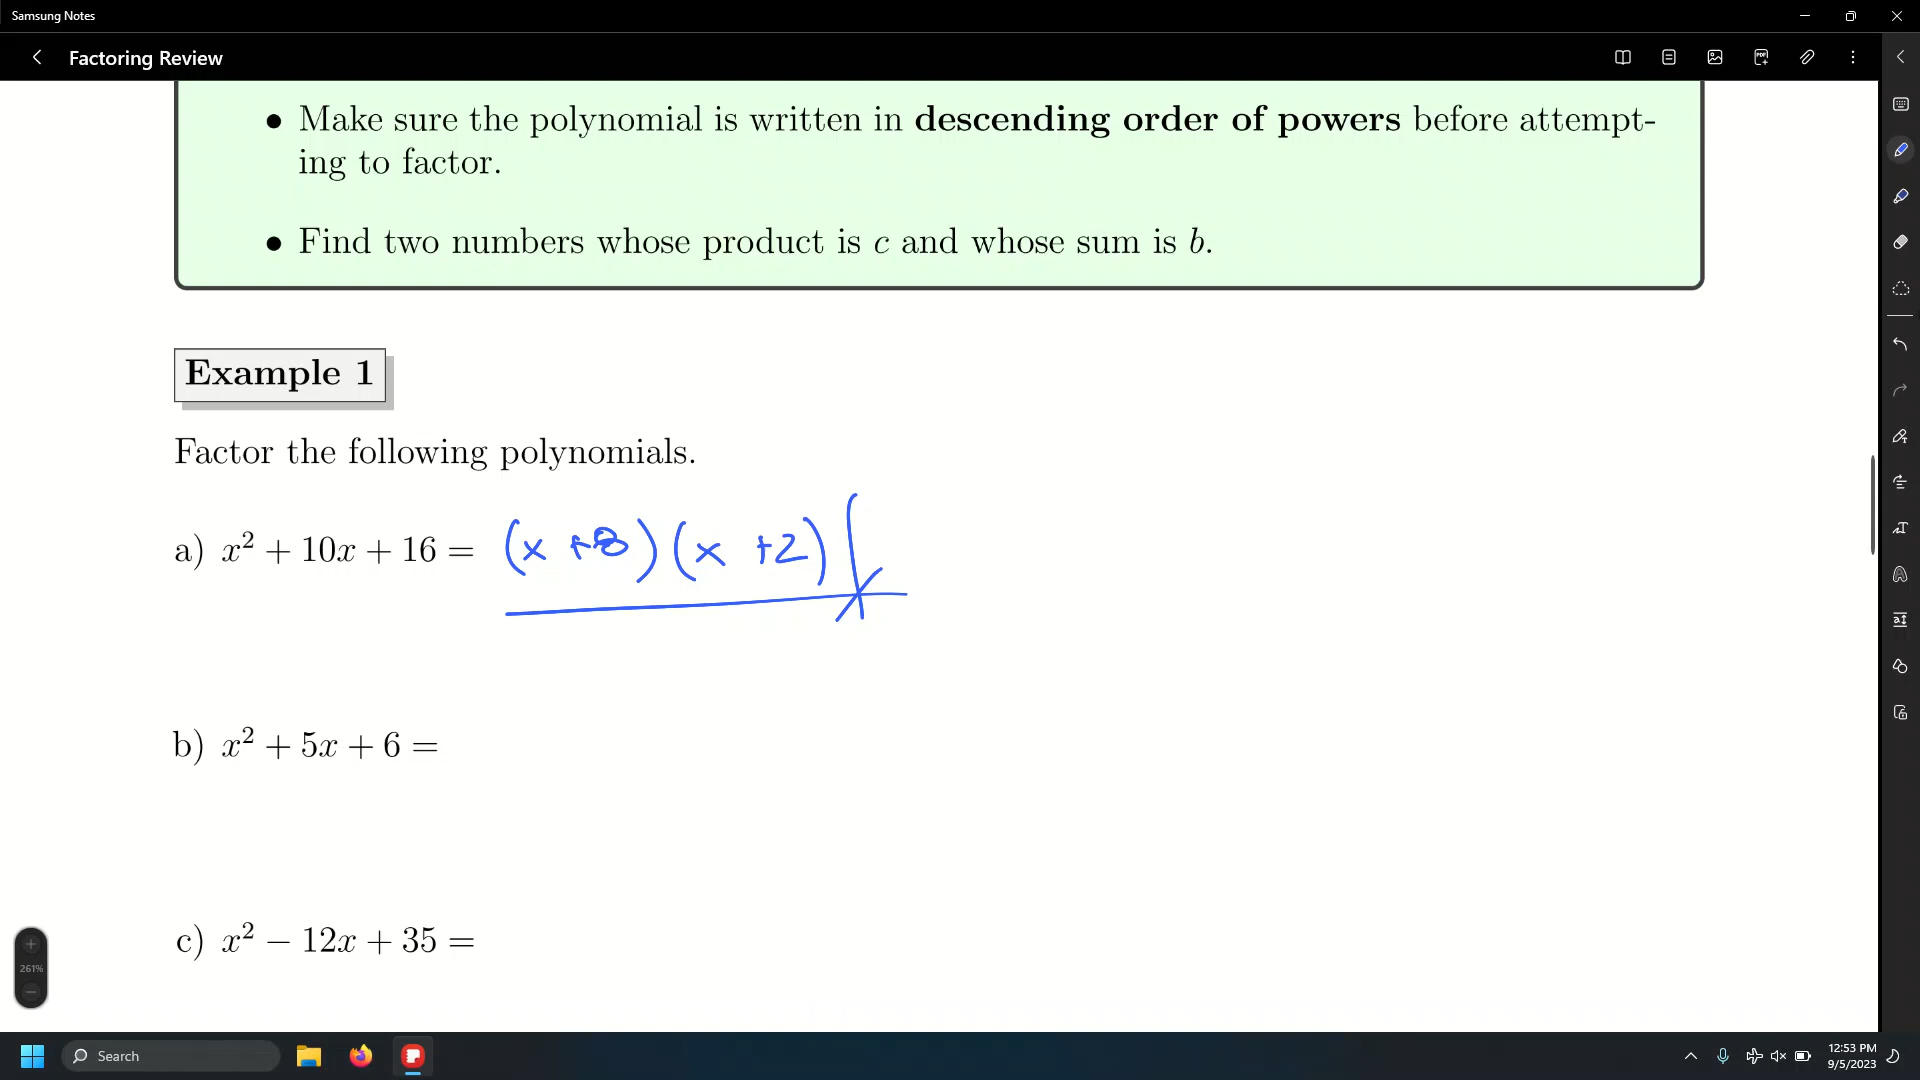 Samsung Notes
Factoring Review
• Make sure the polynomial is written in descending order of powers before attempt-
ing to factor.
• Find two numbers whose product is c and whose sum is b.
Example 1
Factor the following polynomials.
a) x² + 10x + 16 = (x +8)(x +2)
b) x² + 5x + 6 =
c) x² − 12x + 35 =
261%
Search
12:53 PM
9/5/2023